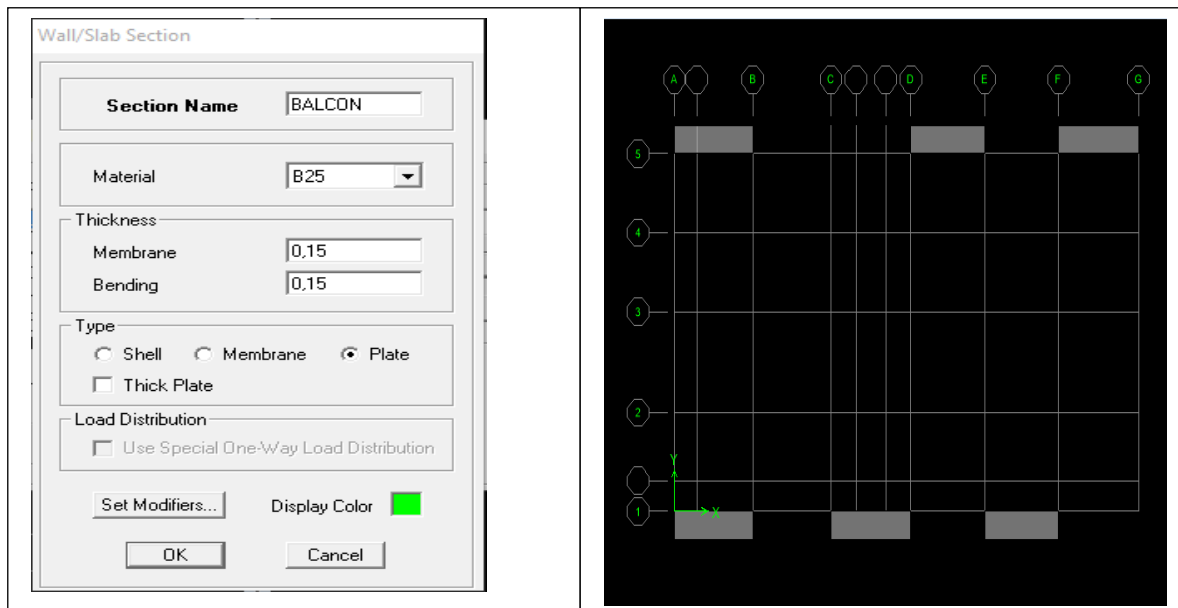 Wall/Slab Section
Section Name BALCON
Material B25
Thickness
Membrane 0,15
Bending 0,15
Type
Shell Membrane Plate
Thick Plate
Load Distribution
Use Special One-Way Load Distribution
Set Modifiers... Display Color
OK Cancel
A B C D E F G
5
4
3
2
Y
1 X